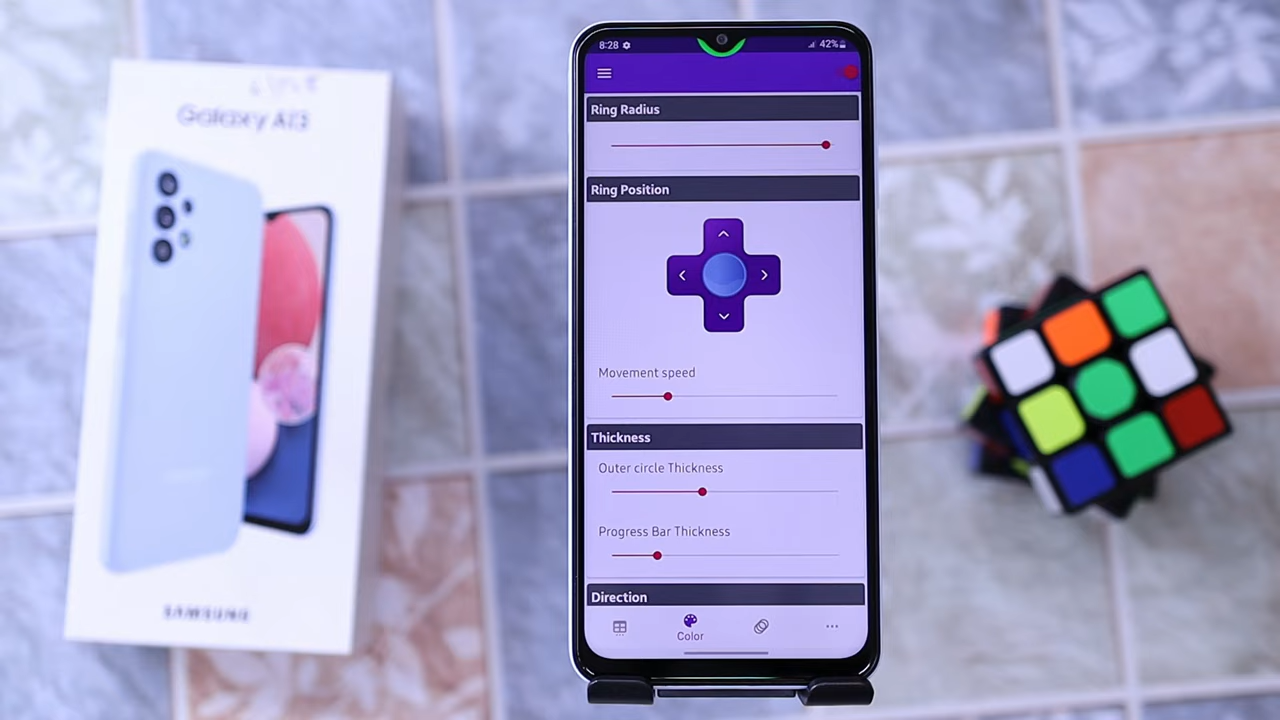 Galaxy A13
SAMSUNG
8:28
42%
Ring Radius
Ring Position
Movement speed
Thickness
Outer circle Thickness
Progress Bar Thickness
Direction
Color